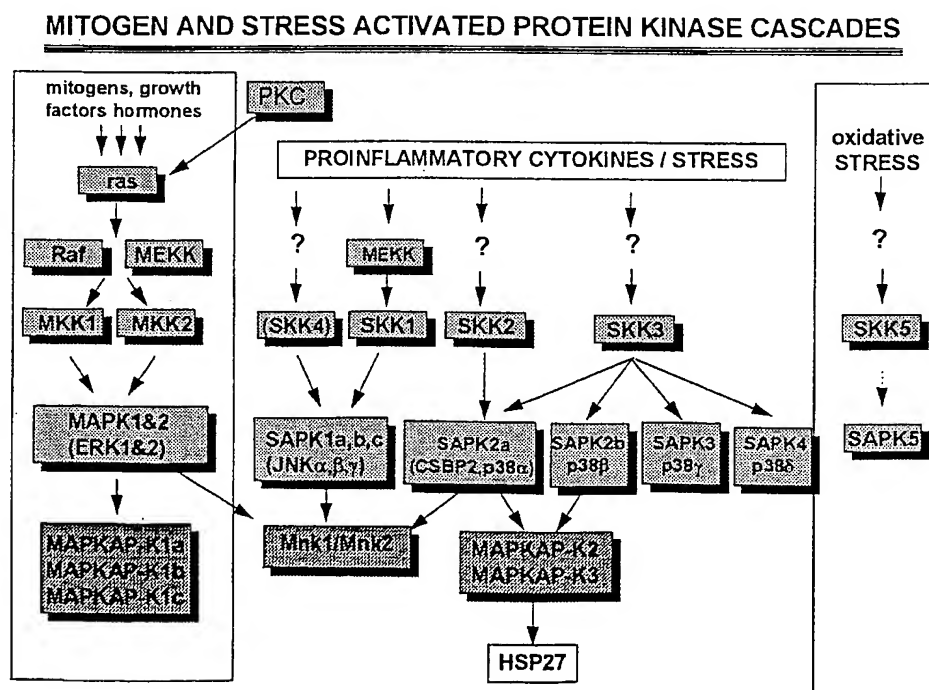 MITOGEN AND STRESS ACTIVATED PROTEIN KINASE CASCADES
mitogens, growth
factors hormones
PKC
ras
Raf
MEKK
MKK1
MKK2
MAPK1&2
(ERK1&2)
MAPKAP-K1a
MAPKAP-K1b
MAPKAP-K1c
PROINFLAMMATORY CYTOKINES / STRESS
?
MEKK
?
?
(SKK4)
SKK1
SKK2
SKK3
SAPK1a,b,c
(JNKα,β,γ)
SAPK2a
(CSBP2,p38α)
SAPK2b
p38β
SAPK3
p38γ
SAPK4
p38δ
Mnk1/Mnk2
MAPKAP-K2
MAPKAP-K3
HSP27
oxidative
STRESS
?
SKK5
SAPK5